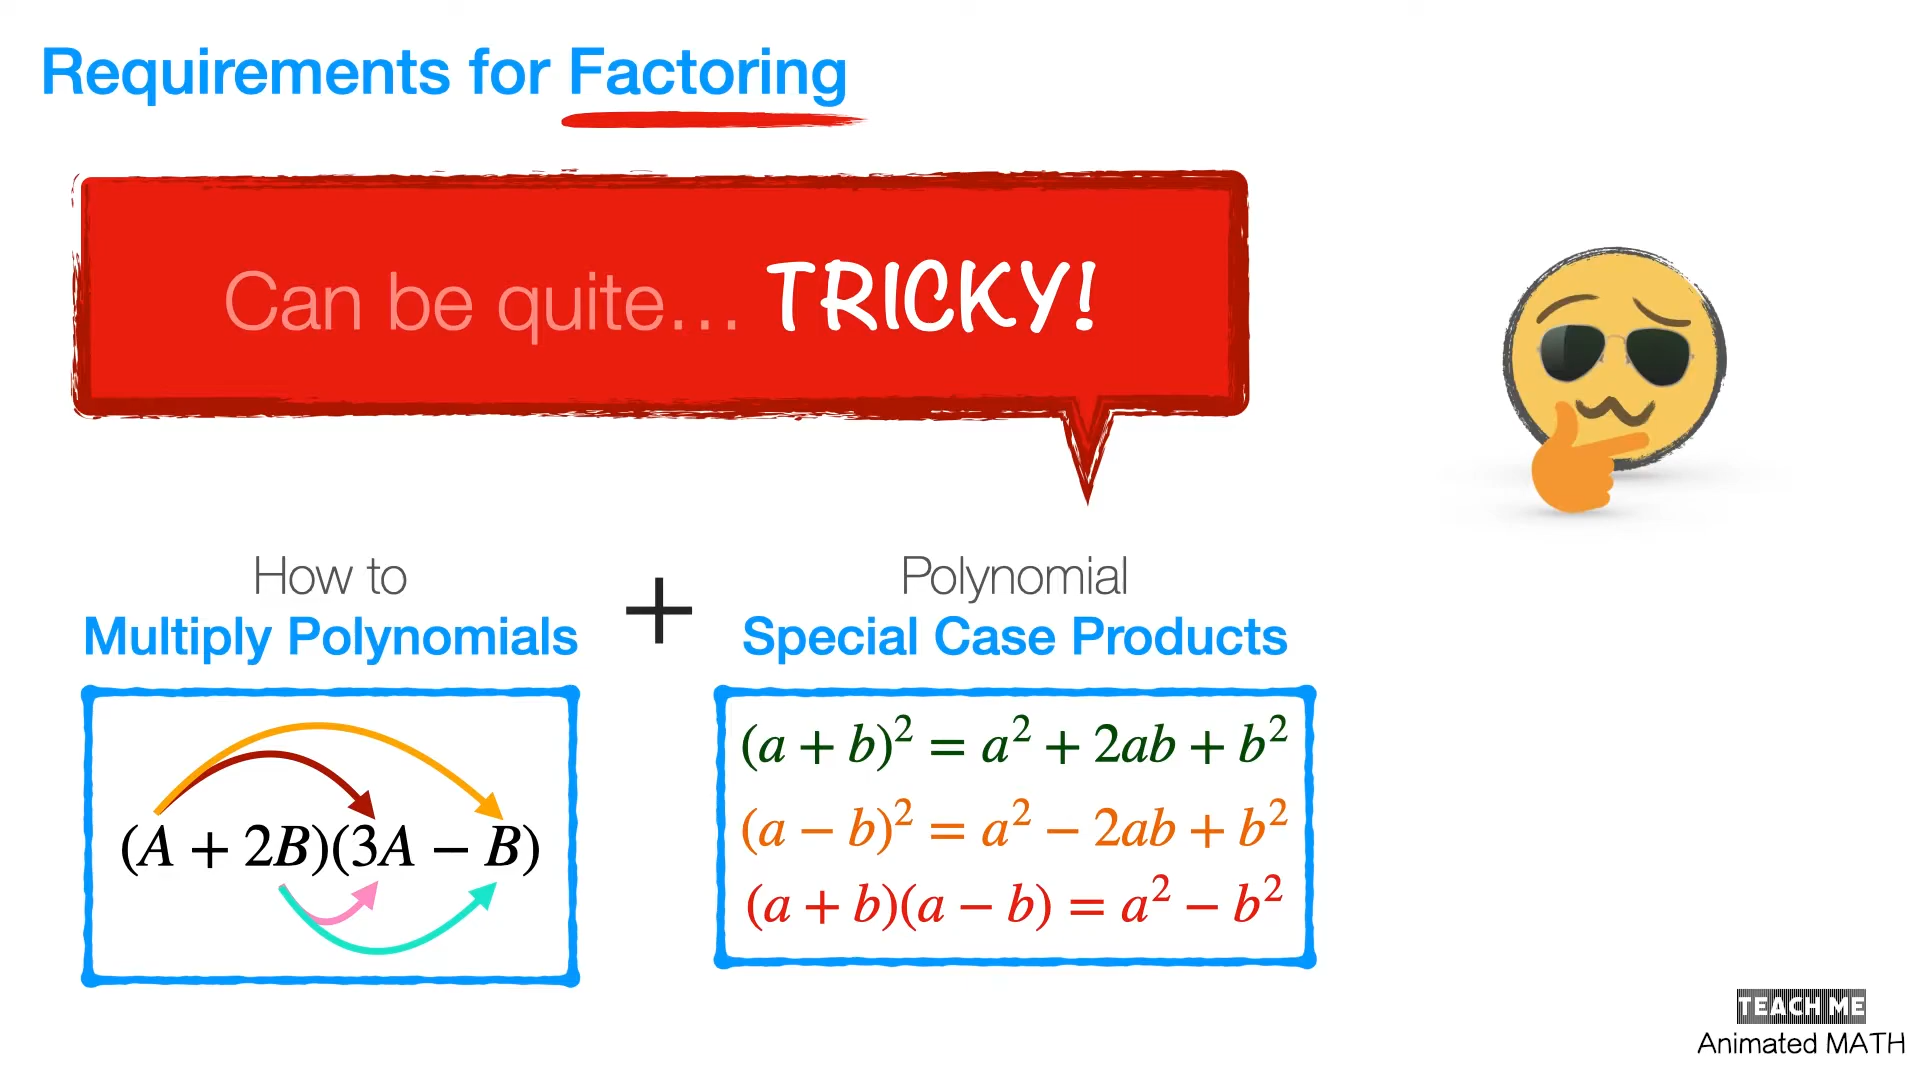 Requirements for Factoring
Can be quite... TRICKY!
How to
Multiply Polynomials
+
Polynomial
Special Case Products
(A + 2B)(3A − B)
(a + b)² = a² + 2ab + b²
(a − b)² = a² − 2ab + b²
(a + b)(a − b) = a² − b²
TEACH ME
Animated MATH